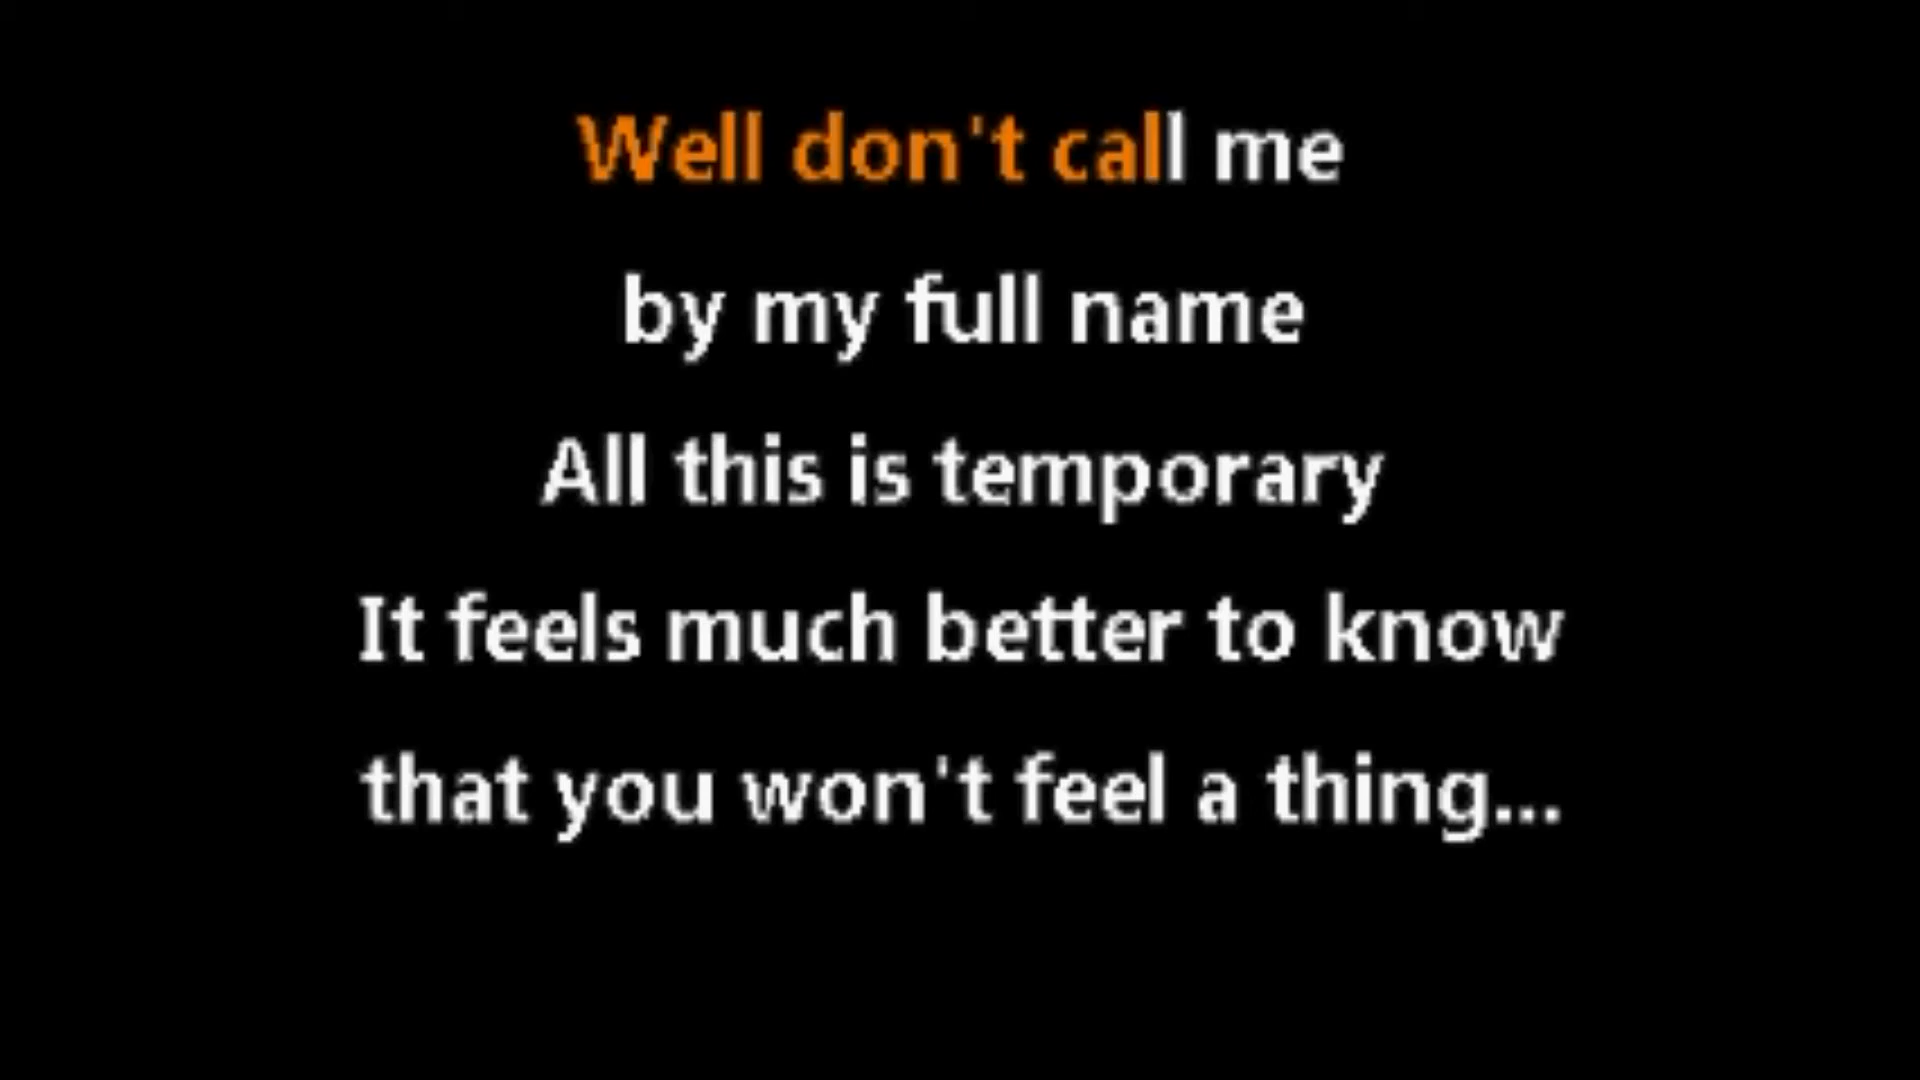 Well don't call me
by my full name
All this is temporary
It feels much better to know
that you won't feel a thing...